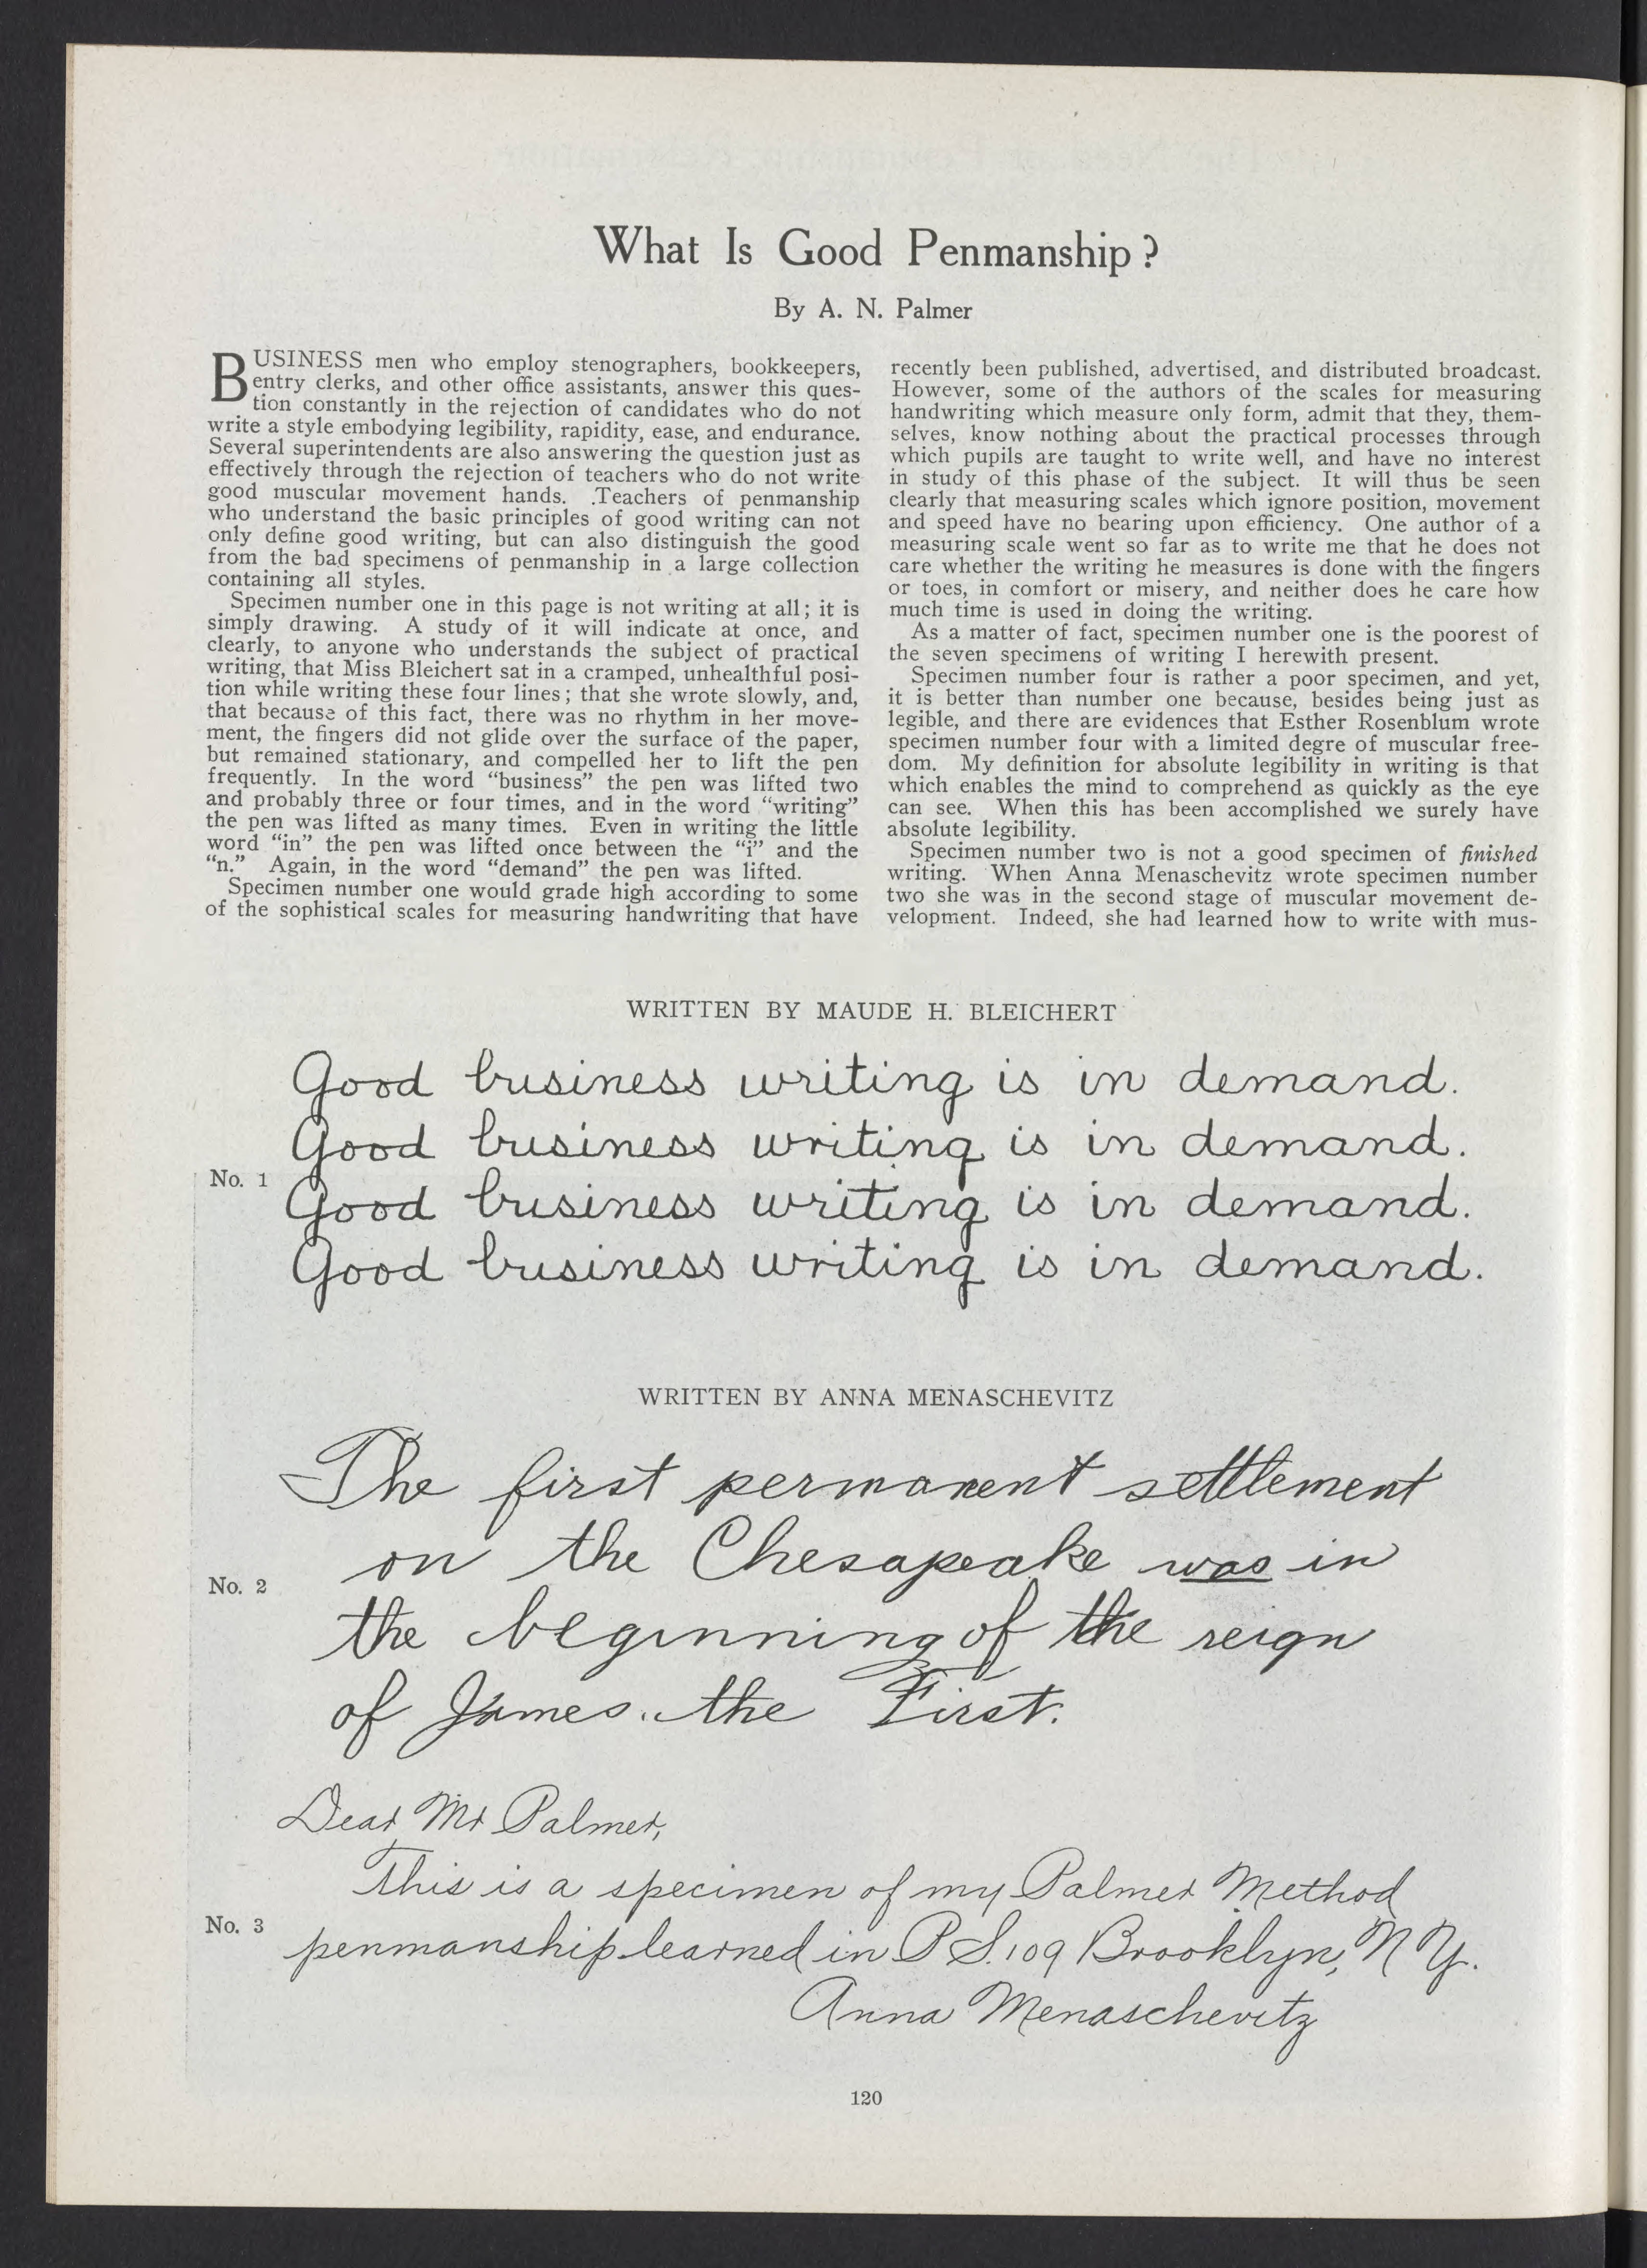 What Is Good Penmanship?
By A. N. Palmer
BUSINESS men who employ stenographers, bookkeepers,
entry clerks, and other office assistants, answer this ques-
tion constantly in the rejection of candidates who do not
write a style embodying legibility, rapidity, ease, and endurance.
Several superintendents are also answering the question just as
effectively through the rejection of teachers who do not write
good muscular movement hands. .Teachers of penmanship
who understand the basic principles of good writing can not
only define good writing, but can also distinguish the good
from the bad specimens of penmanship in a large collection
containing all styles.
Specimen number one in this page is not writing at all; it is
simply drawing. A study of it will indicate at once, and
clearly, to anyone who understands the subject of practical
writing, that Miss Bleichert sat in a cramped, unhealthful posi-
tion while writing these four lines; that she wrote slowly, and,
that because of this fact, there was no rhythm in her move-
ment, the fingers did not glide over the surface of the paper,
but remained stationary, and compelled her to lift the pen
frequently. In the word "business" the pen was lifted two
and probably three or four times, and in the word "writing"
the pen was lifted as many times. Even in writing the little
word "in" the pen was lifted once between the "i" and the
"n." Again, in the word "demand" the pen was lifted.
Specimen number one would grade high according to some
of the sophistical scales for measuring handwriting that have
recently been published, advertised, and distributed broadcast.
However, some of the authors of the scales for measuring
handwriting which measure only form, admit that they, them-
selves, know nothing about the practical processes through
which pupils are taught to write well, and have no interest
in study of this phase of the subject. It will thus be seen
clearly that measuring scales which ignore position, movement
and speed have no bearing upon efficiency. One author of a
measuring scale went so far as to write me that he does not
care whether the writing he measures is done with the fingers
or toes, in comfort or misery, and neither does he care how
much time is used in doing the writing.
As a matter of fact, specimen number one is the poorest of
the seven specimens of writing I herewith present.
Specimen number four is rather a poor specimen, and yet,
it is better than number one because, besides being just as
legible, and there are evidences that Esther Rosenblum wrote
specimen number four with a limited degre of muscular free-
dom. My definition for absolute legibility in writing is that
which enables the mind to comprehend as quickly as the eye
can see. When this has been accomplished we surely have
absolute legibility.
Specimen number two is not a good specimen of finished
writing. When Anna Menaschevitz wrote specimen number
two she was in the second stage of muscular movement de-
velopment. Indeed, she had learned how to write with mus-
WRITTEN BY MAUDE H. BLEICHERT
Good business writing is in demand.
Good business writing is in demand.
No. 1
Good business writing is in demand.
Good business writing is in demand.
WRITTEN BY ANNA MENASCHEVITZ
The first permanent settlement
on the Chesapeake was in
No. 2
the beginning of the reign
of James. the First.
Dear Mr Palmer,
This is a specimen of my Palmer Method
No. 3
penmanship learned in P S. 109 Brooklyn, N Y.
Anna Menaschevitz
120